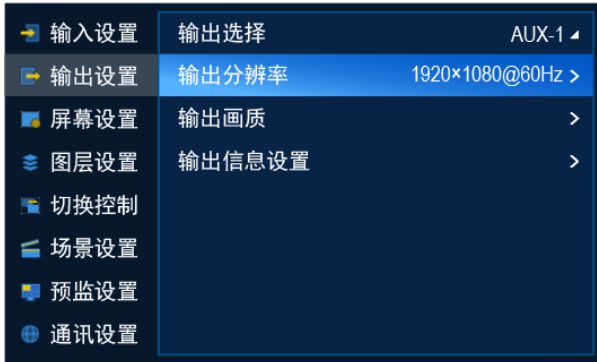 输入设置
输出设置
屏幕设置
图层设置
切换控制
场景设置
预监设置
通讯设置
输出选择 AUX-1
输出分辨率 1920×1080@60Hz >
输出画质 >
输出信息设置 >